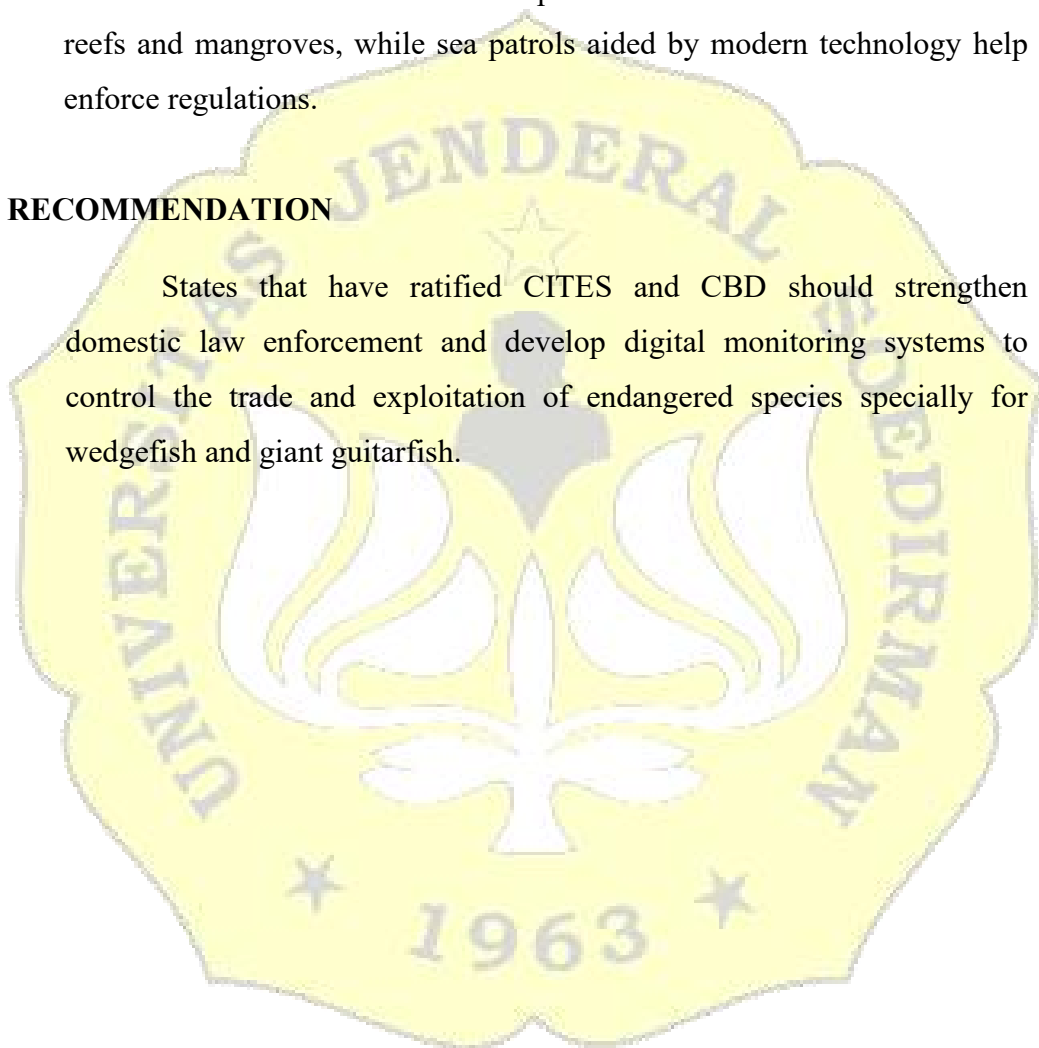 reefs and mangroves, while sea patrols aided by modern technology help
enforce regulations.
RECOMMENDATION
States that have ratified CITES and CBD should strengthen
domestic law enforcement and develop digital monitoring systems to
control the trade and exploitation of endangered species specially for
wedgefish and giant guitarfish.
UNIVERSITAS JENDERAL SOEDIRMAN
1963